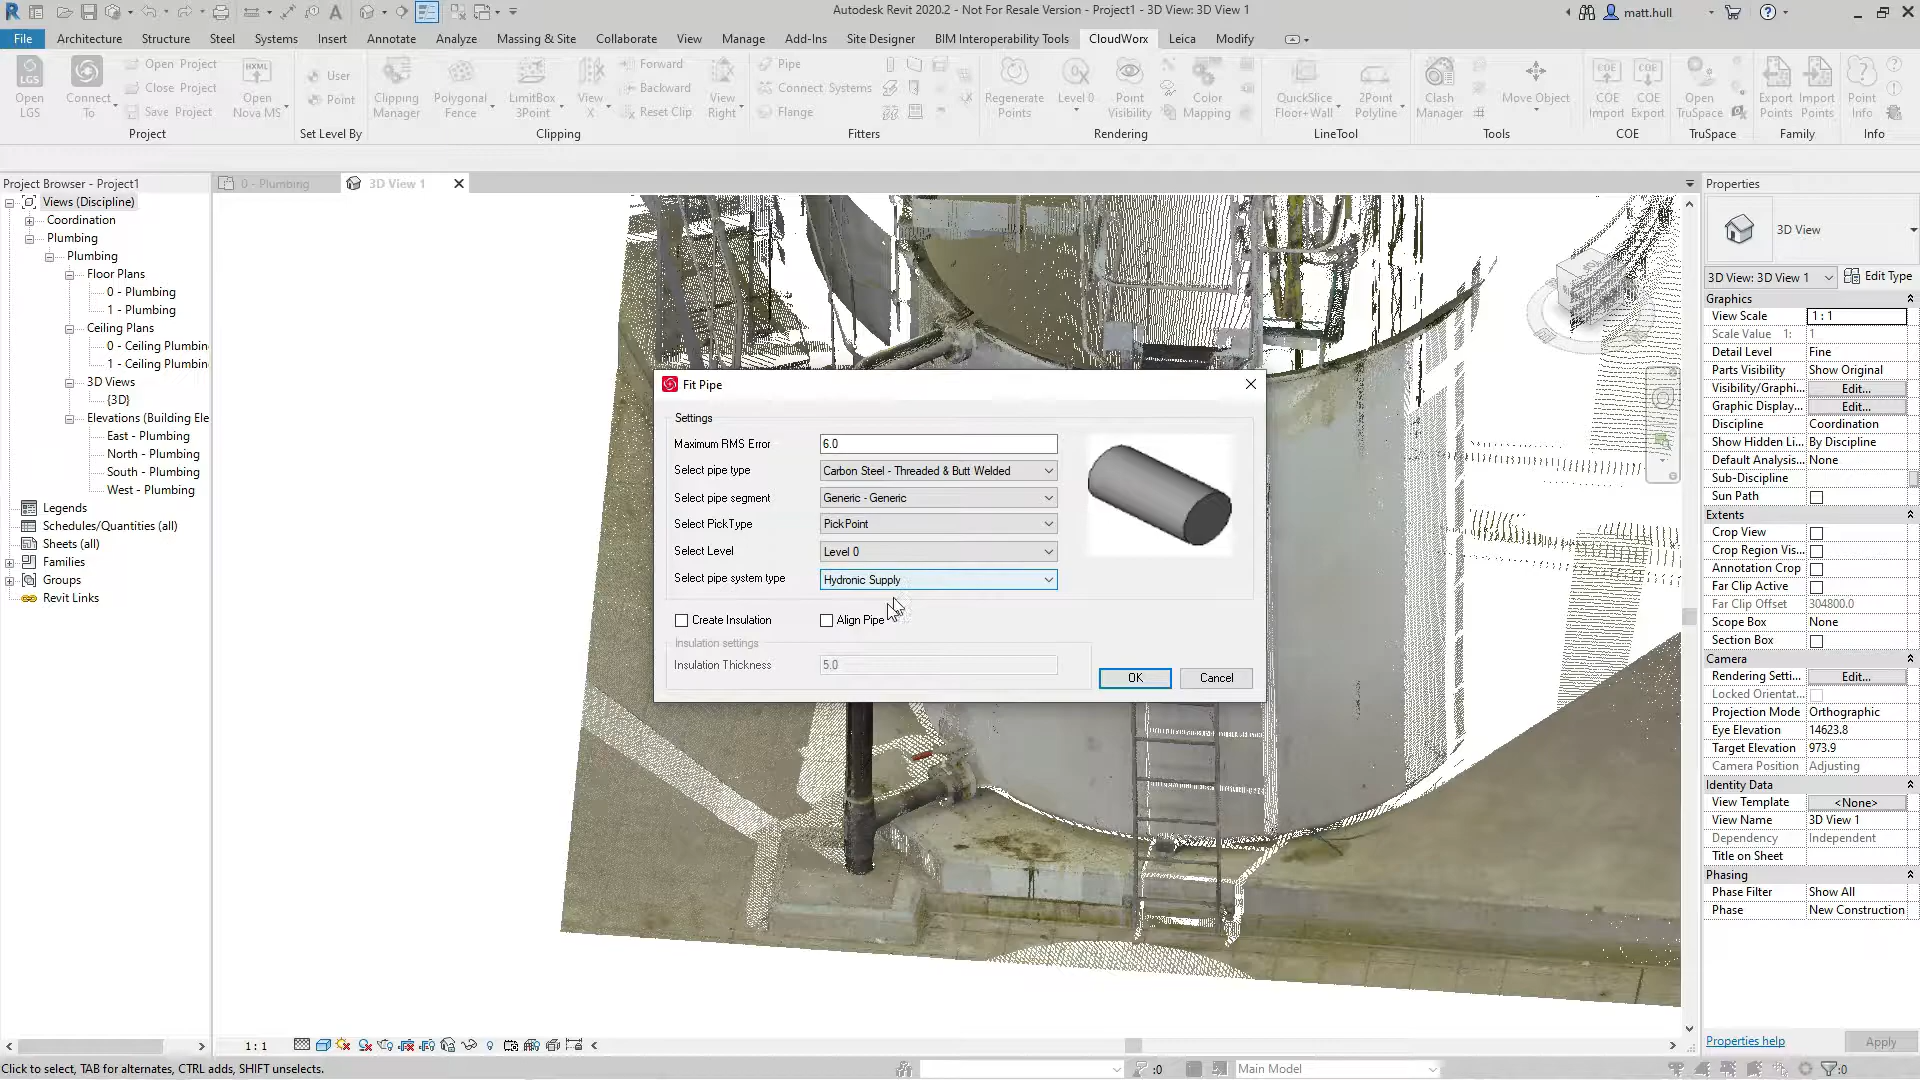 Autodesk Revit 2020.2 - Not For Resale Version - Project1 - 3D View: 3D View 1
matt.hull
File Architecture Structure Steel Systems Insert Annotate Analyze Massing & Site Collaborate View Manage Add-Ins Site Designer BIM Interoperability Tools CloudWorx Leica Modify
Open LGS
Connect To
Open Project
Close Project
Save Project
Open Nova MS
Project
User
Point
Set Level By
Clipping Manager
Polygonal Fence
LimitBox 3Point
View X
Forward
Backward
Reset Clip
View Right
Clipping
Pipe
Connect Systems
Flange
Fitters
Regenerate Points
Level 0
Point Visibility
Color Mapping
Rendering
QuickSlice Floor+Wall
2Point Polyline
LineTool
Clash Manager
Move Object
Tools
COE Import
COE Export
COE
Open TruSpace
TruSpace
Export Points
Import Points
Family
Point Info
Info
Project Browser - Project1
Views (Discipline)
Coordination
Plumbing
Plumbing
Floor Plans
0 - Plumbing
1 - Plumbing
Ceiling Plans
0 - Ceiling Plumbin
1 - Ceiling Plumbin
3D Views
{3D}
Elevations (Building Ele
East - Plumbing
North - Plumbing
South - Plumbing
West - Plumbing
Legends
Schedules/Quantities (all)
Sheets (all)
Families
Groups
Revit Links
0 - Plumbing
3D View 1
Fit Pipe
Settings
Maximum RMS Error 6.0
Select pipe type Carbon Steel - Threaded & Butt Welded
Select pipe segment Generic - Generic
Select PickType PickPoint
Select Level Level 0
Select pipe system type Hydronic Supply
Create Insulation Align Pipe
Insulation settings
Insulation Thickness 5.0
OK Cancel
Properties
3D View
3D View: 3D View 1 Edit Type
Graphics
View Scale 1 : 1
Scale Value 1: 1
Detail Level Fine
Parts Visibility Show Original
Visibility/Graphi... Edit...
Graphic Display... Edit...
Discipline Coordination
Show Hidden Li... By Discipline
Default Analysis... None
Sub-Discipline
Sun Path
Extents
Crop View
Crop Region Vis...
Annotation Crop
Far Clip Active
Far Clip Offset 304800.0
Scope Box None
Section Box
Camera
Rendering Setti... Edit...
Locked Orientat...
Projection Mode Orthographic
Eye Elevation 14623.8
Target Elevation 973.9
Camera Position Adjusting
Identity Data
View Template <None>
View Name 3D View 1
Dependency Independent
Title on Sheet
Phasing
Phase Filter Show All
Phase New Construction
Properties help Apply
1 : 1
Click to select, TAB for alternates, CTRL adds, SHIFT unselects.
:0
Main Model
:0